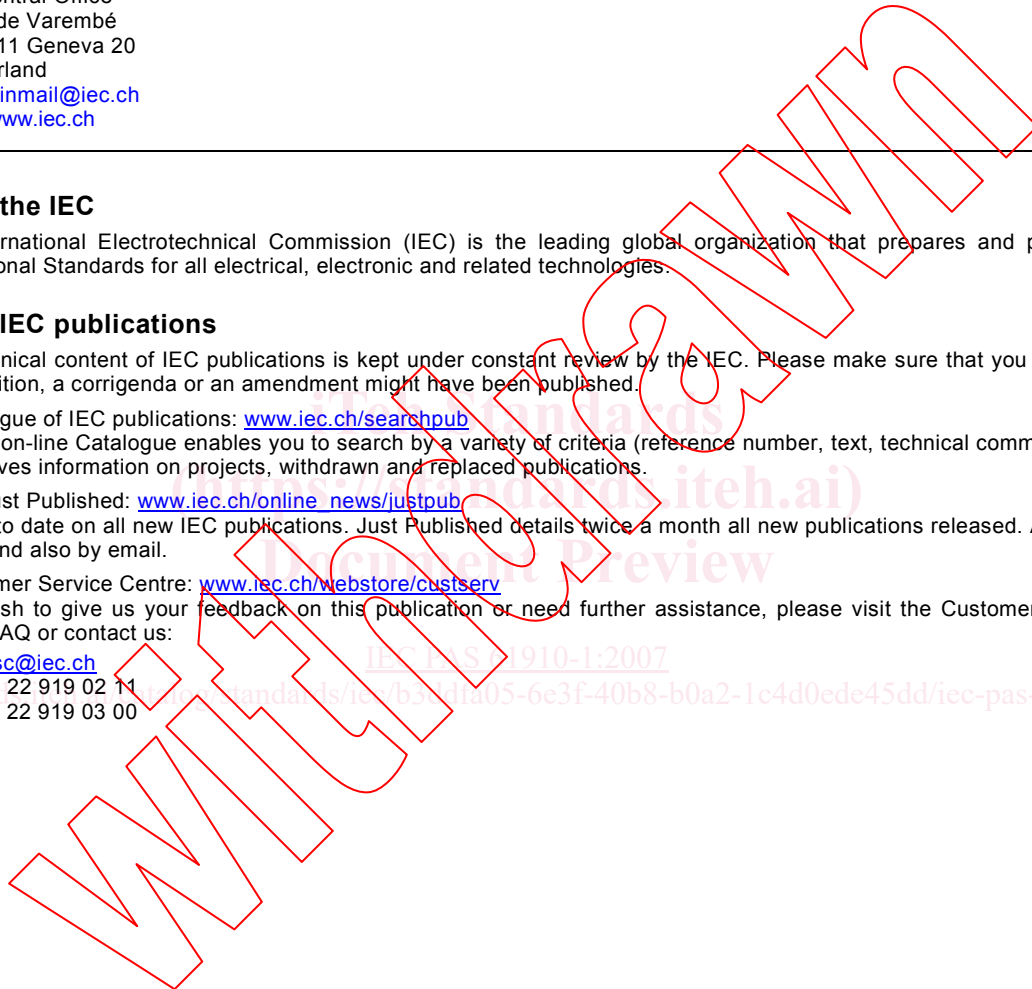 ntral Office
de Varembé
11 Geneva 20
rland
inmail@iec.ch
www.iec.ch
the IEC
rnational Electrotechnical Commission (IEC) is the leading global organization that prepares and p
onal Standards for all electrical, electronic and related technologies.
IEC publications
nical content of IEC publications is kept under constant review by the IEC. Please make sure that you
ition, a corrigenda or an amendment might have been published.
iTeh Standards
gue of IEC publications: www.iec.ch/searchpub
on-line Catalogue enables you to search by a variety of criteria (reference number, text, technical comm
ves information on projects, withdrawn and replaced publications.
(https://standards.iteh.ai)
ust Published: www.iec.ch/online_news/justpub
to date on all new IEC publications. Just Published details twice a month all new publications released. A
nd also by email.
Document Preview
mer Service Centre: www.iec.ch/webstore/custserv
sh to give us your feedback on this publication or need further assistance, please visit the Customer
AQ or contact us:
IEC PAS 61910-1:2007
sc@iec.ch
22 919 02 11
/catalog/standards/iec/b3ddfa05-6e3f-40b8-b0a2-1c4d0ede45dd/iec-pas-
22 919 03 00
withdrawn